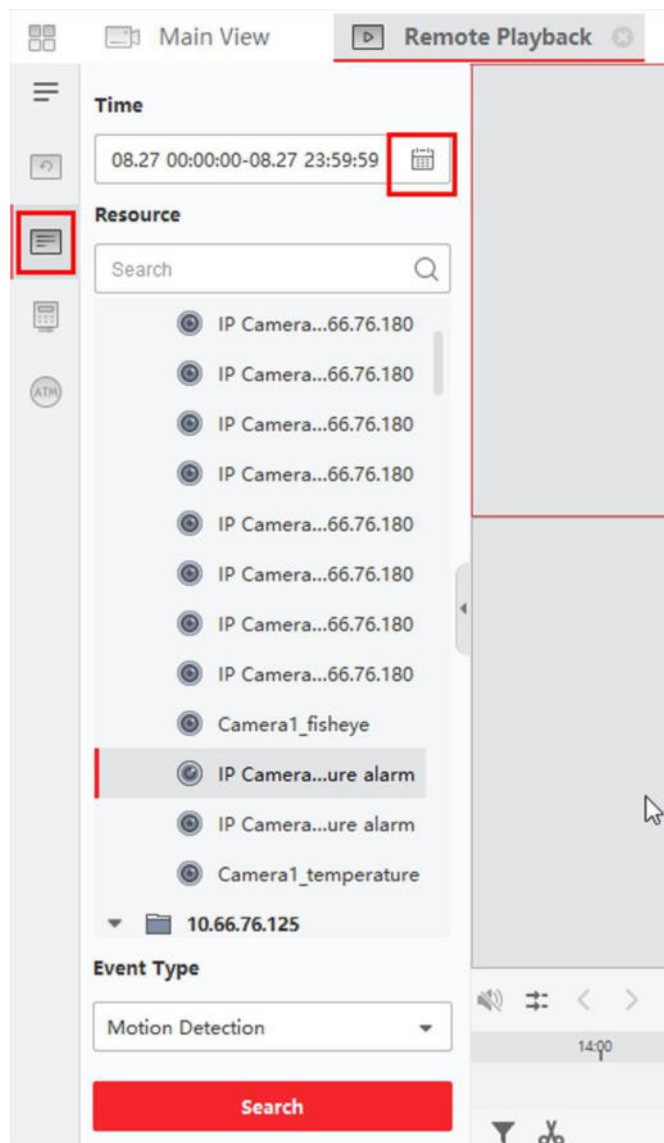 Main View
Remote Playback
Time
08.27 00:00:00-08.27 23:59:59
Resource
Search
IP Camera...66.76.180
IP Camera...66.76.180
IP Camera...66.76.180
IP Camera...66.76.180
IP Camera...66.76.180
IP Camera...66.76.180
IP Camera...66.76.180
IP Camera...66.76.180
Camera1_fisheye
IP Camera...ure alarm
IP Camera...ure alarm
Camera1_temperature
10.66.76.125
Event Type
Motion Detection
Search
ATM
14:00